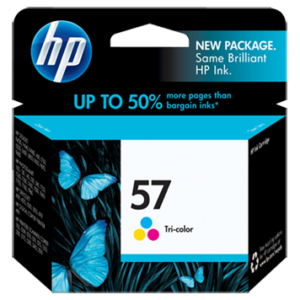 hp
NEW PACKAGE.
Same Brilliant
HP Ink.
UP TO 50% more pages than
bargain inks*
57
Tri-color